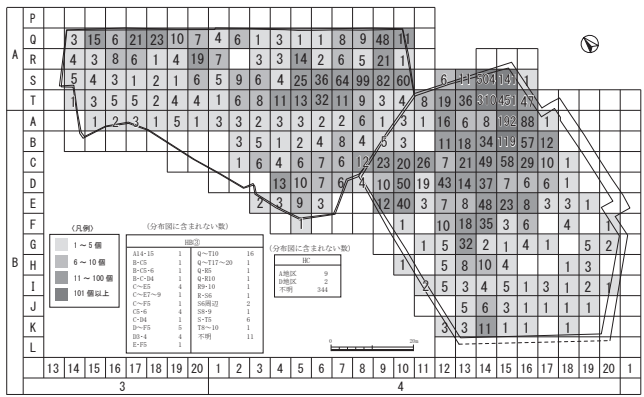 P
Q 3 15 6 21 23 10 7 4 6 1 3 1 1 8 9 48 11
R 4 3 8 6 1 4 19 7 3 3 14 2 6 5 21 1
S 5 4 3 1 2 1 6 5 9 6 4 25 36 64 99 82 60 6 11 504 141 1
T 1 3 5 5 2 4 4 1 6 8 11 13 32 11 9 3 4 8 19 36 310 451 47
A
A 1 2 3 1 5 1 3 3 2 3 3 2 2 6 1 3 1 16 6 8 192 88 1
B 3 5 1 2 4 8 4 5 3 11 18 34 119 57 12
C 1 6 4 6 7 6 12 23 20 26 7 21 49 58 29 10 1
D 13 10 7 6 4 10 50 19 43 14 37 7 6 6 1
E 2 3 9 3 12 40 3 7 8 48 23 8 3 3 1
F 1 1 10 18 35 3 6 4 1
G 1 5 32 2 1 4 1 5 2
H 1 5 8 10 4 1 3
I 2 5 3 4 5 1 3 1 2 1
J 5 6 3 1 1 1 1
K 3 3 11 1 1 1
L
B
13 14 15 16 17 18 19 20 1 2 3 4 5 6 7 8 9 10 11 12 13 14 15 16 17 18 19 20 1
3 4
(凡例)
1～5 個
6～10 個
11～100 個
101 個以上
(分布図に含まれない数)
HB③
A14-15 1 Q～T10 16
B-C5 1 Q～T17～20 1
B-C5-6 1 Q-R5 1
B-C-D4 1 Q-R10 1
C～E5 4 R9-10 1
C～E7～9 1 R-S6 1
C～F5 1 S6周辺 2
C5-6 4 S8-9 1
C-D4 1 S-T5 6
D～F5 5 T8～10 1
D3-4 4 不明 11
E-F5 1
(分布図に含まれない数)
HC
A地区 9
D地区 2
不明 344
0 20m